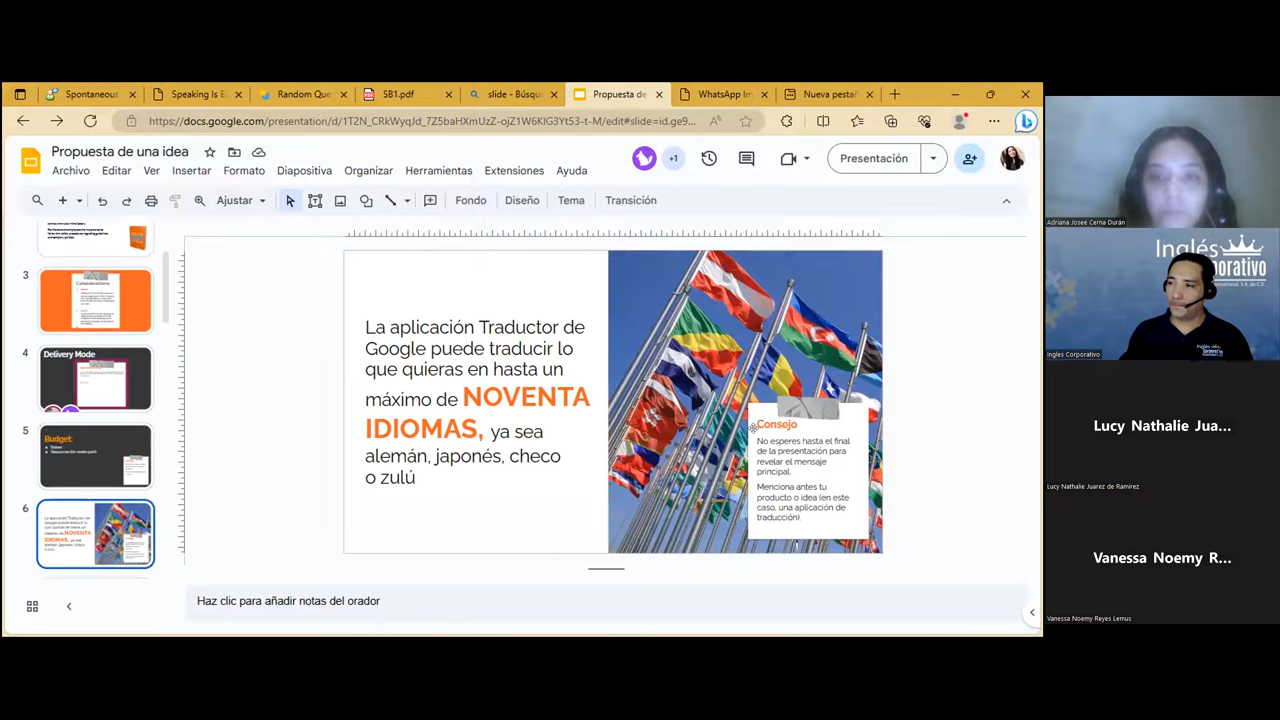 Spontaneous
Speaking Is E
Random Que
SB1.pdf
slide - Búsqu
Propuesta de
WhatsApp Im
Nueva pestañ
https://docs.google.com/presentation/d/1T2N_CRkWyqJd_7Z5baHXmUzZ-ojZ1W6KlG3Yt53-t-M/edit#slide=id.ge9...
Propuesta de una idea
+1
Presentación
Archivo Editar Ver Insertar Formato Diapositiva Organizar Herramientas Extensiones Ayuda
Ajustar
Fondo Diseño Tema Transición
3
Considerations
4
Delivery Mode
5
Budget:
6
La aplicación Traductor de
Google puede traducir lo
que quieras en hasta un
máximo de NOVENTA
IDIOMAS, ya sea
alemán, japonés, checo
o zulú
Consejo
No esperes hasta el final
de la presentación para
revelar el mensaje
principal.
Menciona antes tu
producto o idea (en este
caso, una aplicación de
traducción).
Haz clic para añadir notas del orador
Adriana Joseé Cerna Durán
Inglés
orporativo
Ingles Corporativo
Lucy Nathalie Jua...
Lucy Nathalie Juarez de Ramirez
Vanessa Noemy R...
Vanessa Noemy Reyes Lemus